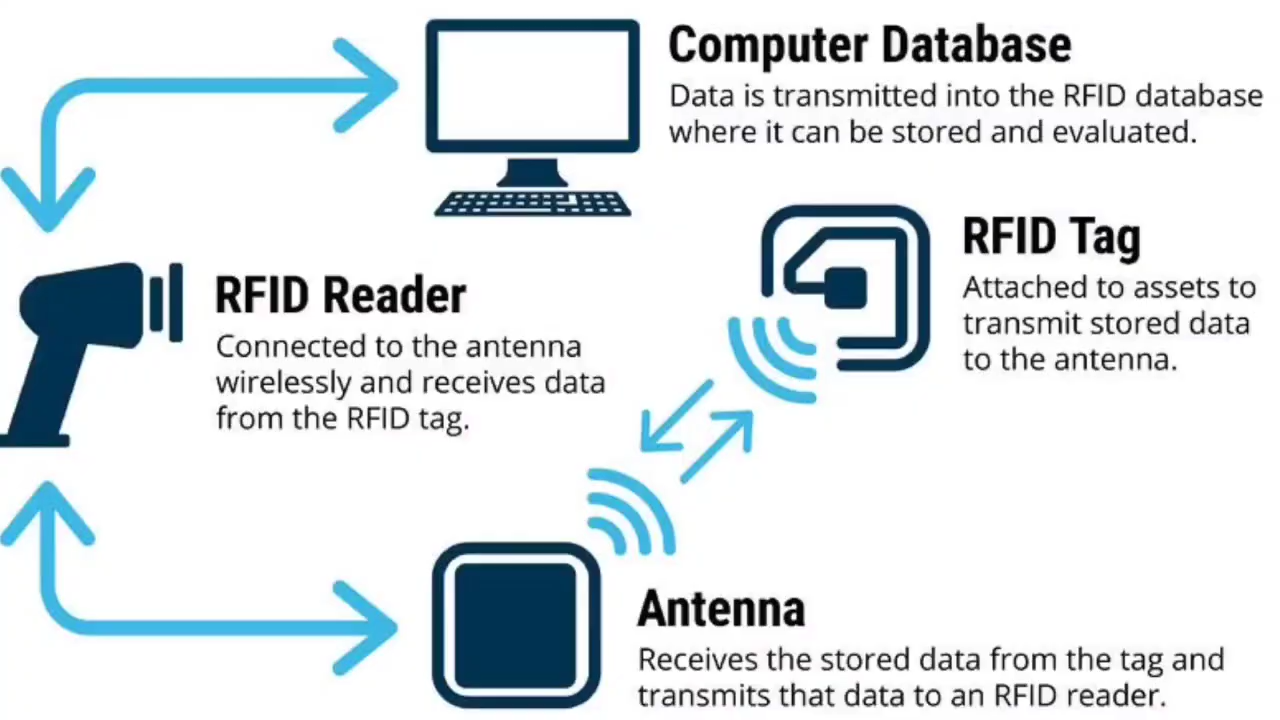 Computer Database
Data is transmitted into the RFID database
where it can be stored and evaluated.
RFID Tag
Attached to assets to
transmit stored data
to the antenna.
RFID Reader
Connected to the antenna
wirelessly and receives data
from the RFID tag.
Antenna
Receives the stored data from the tag and
transmits that data to an RFID reader.